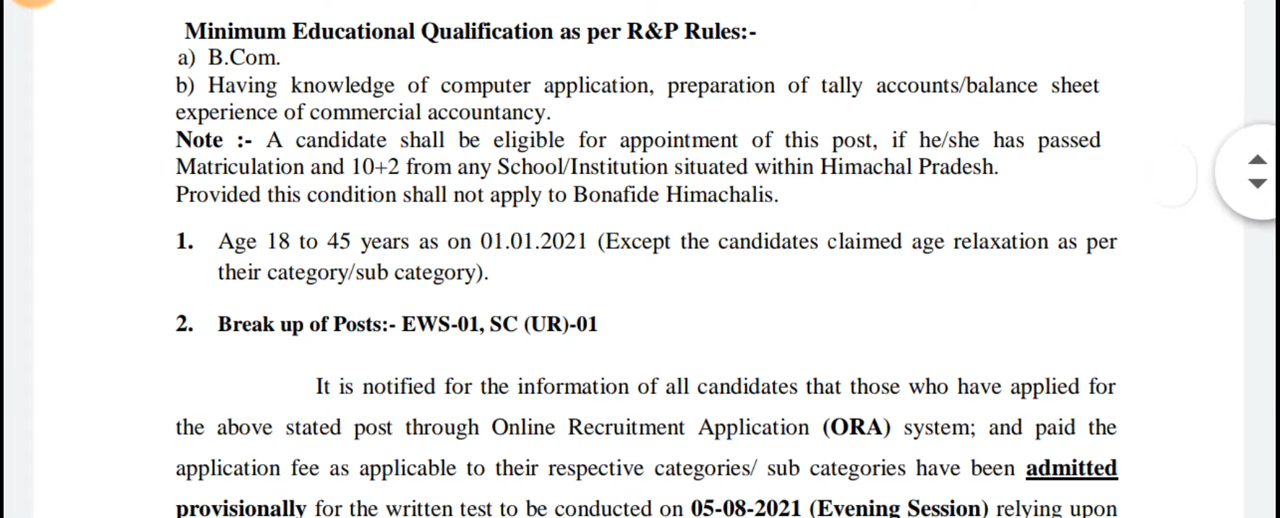 Minimum Educational Qualification as per R&P Rules:-
a) B.Com.
b) Having knowledge of computer application, preparation of tally accounts/balance sheet
experience of commercial accountancy.
Note :- A candidate shall be eligible for appointment of this post, if he/she has passed
Matriculation and 10+2 from any School/Institution situated within Himachal Pradesh.
Provided this condition shall not apply to Bonafide Himachalis.
1. Age 18 to 45 years as on 01.01.2021 (Except the candidates claimed age relaxation as per
their category/sub category).
2. Break up of Posts:- EWS-01, SC (UR)-01
It is notified for the information of all candidates that those who have applied for
the above stated post through Online Recruitment Application (ORA) system; and paid the
application fee as applicable to their respective categories/ sub categories have been admitted
provisionally for the written test to be conducted on 05-08-2021 (Evening Session) relying upon